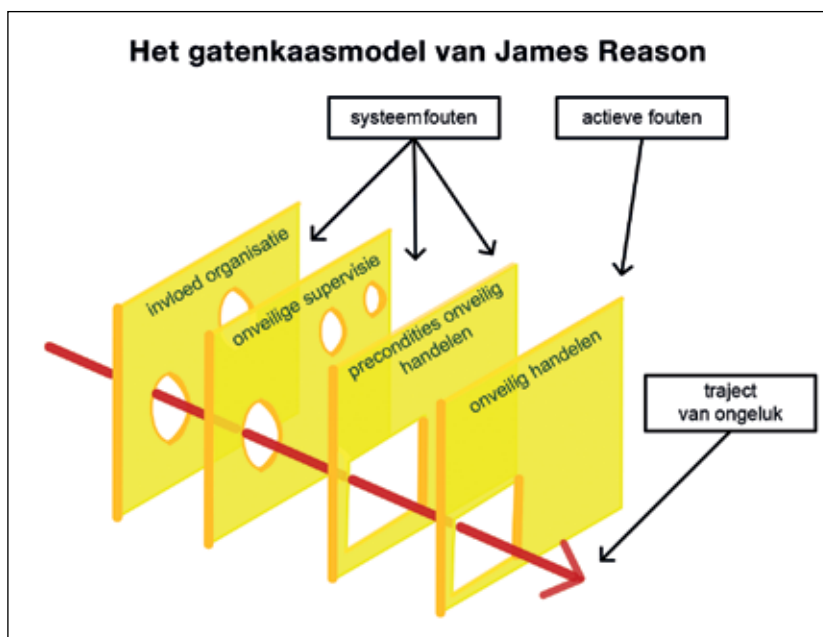 Het gatenkaasmodel van James Reason
systeemfouten
actieve fouten
invloed organisatie
onveilige supervisie
precondities onveilig
handelen
onveilig handelen
traject
van ongeluk